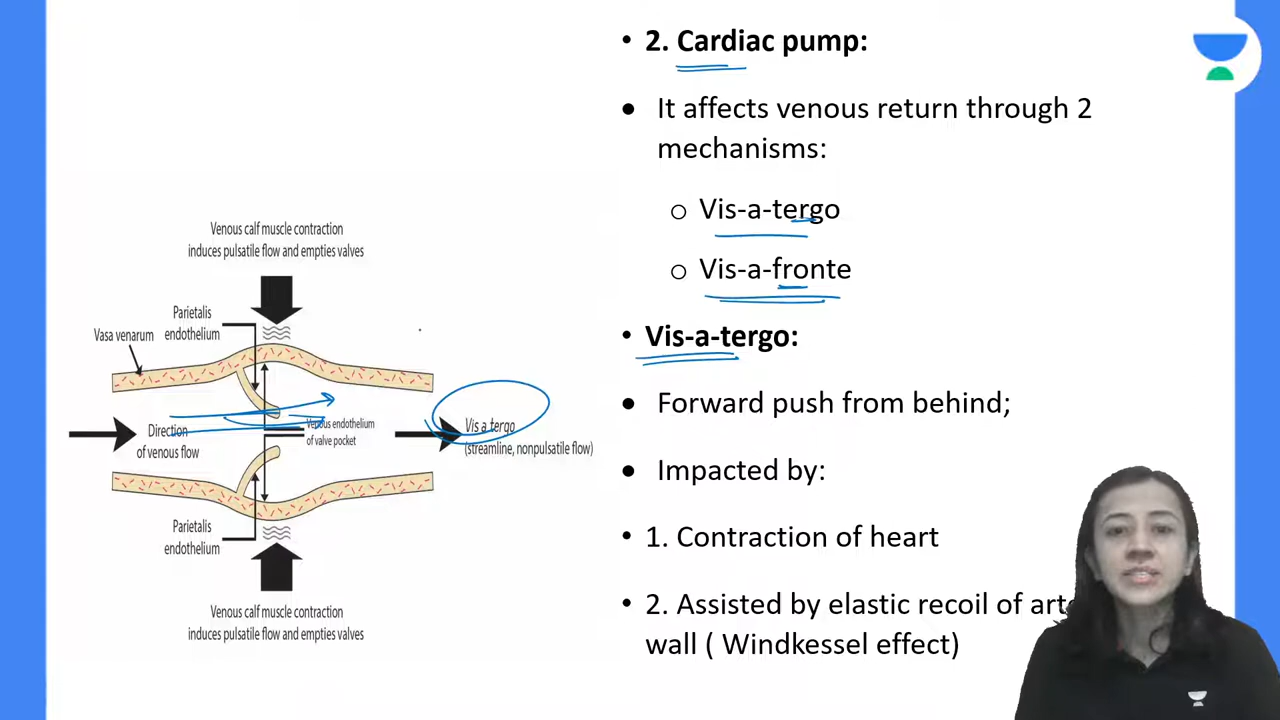 • 2. Cardiac pump:
• It affects venous return through 2
mechanisms:
o Vis-a-tergo
o Vis-a-fronte
• Vis-a-tergo:
• Forward push from behind;
• Impacted by:
• 1. Contraction of heart
• 2. Assisted by elastic recoil of
wall ( Windkessel effect)
Venous calf muscle contraction
induces pulsatile flow and empties valves
Parietalis
endothelium
Vasa venarum
Direction
of venous flow
Venous endothelium
of valve pocket
Vis a tergo
(streamline, nonpulsatile flow)
Parietalis
endothelium
Venous calf muscle contraction
induces pulsatile flow and empties valves